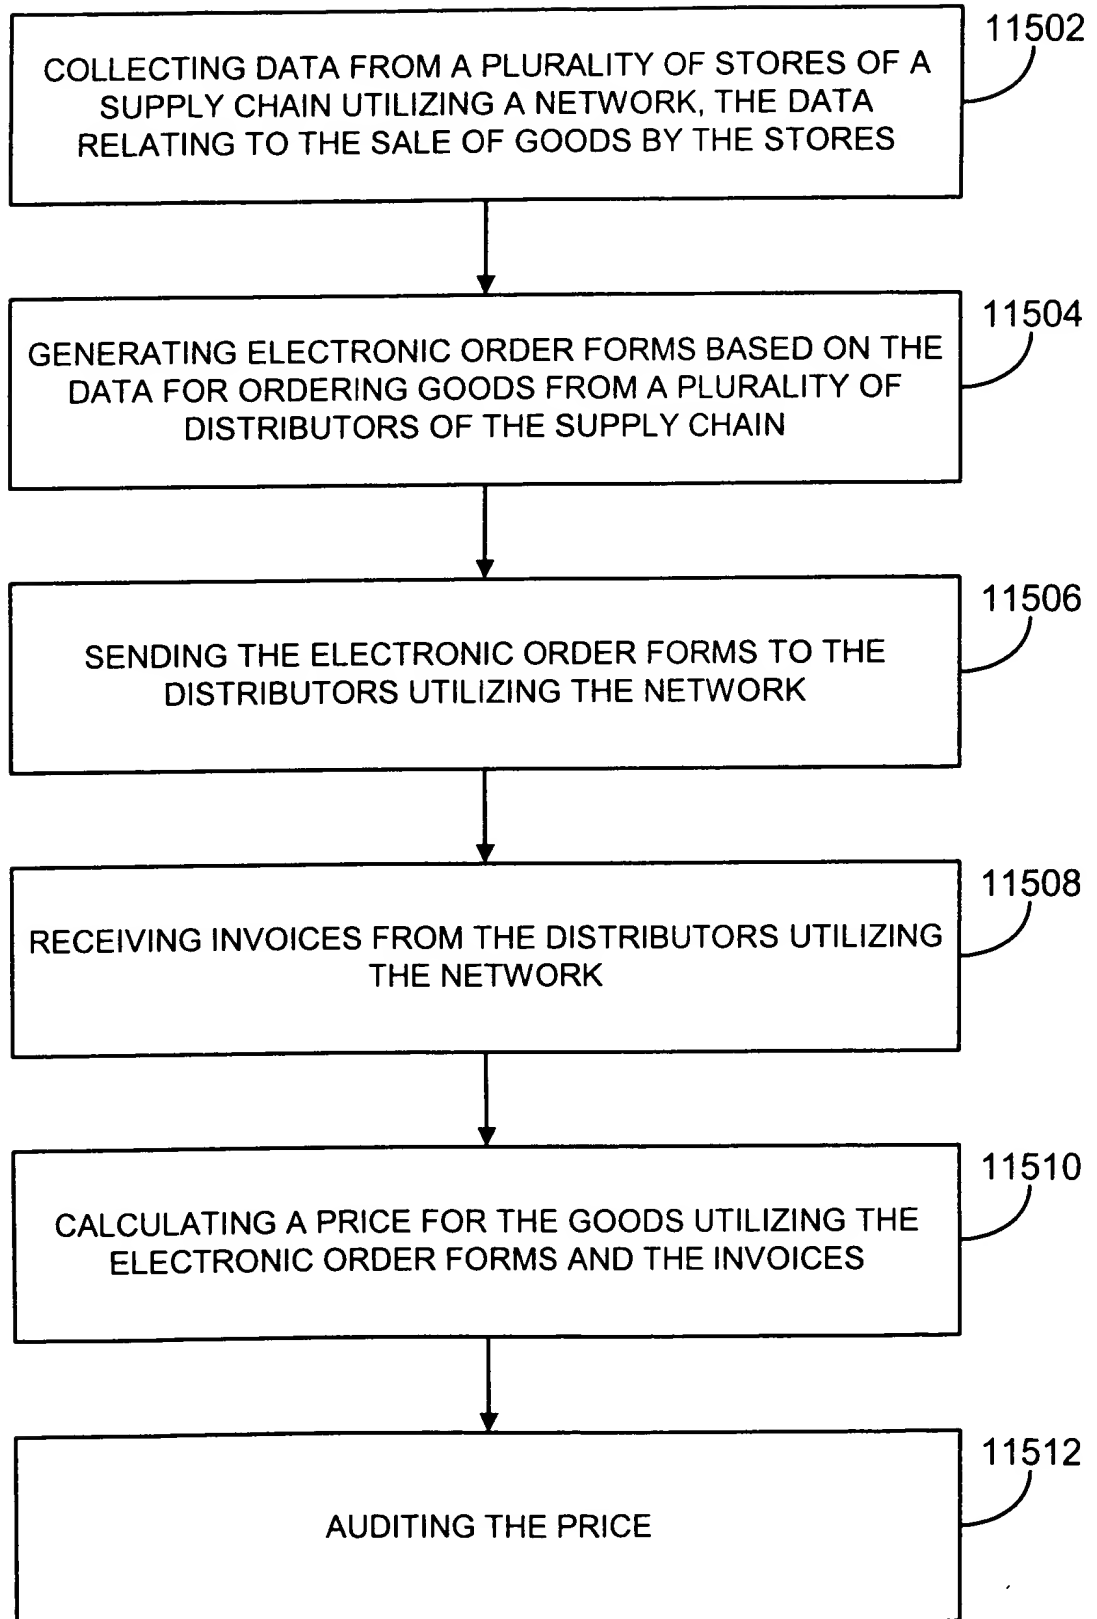 11502
COLLECTING DATA FROM A PLURALITY OF STORES OF A
SUPPLY CHAIN UTILIZING A NETWORK, THE DATA
RELATING TO THE SALE OF GOODS BY THE STORES
11504
GENERATING ELECTRONIC ORDER FORMS BASED ON THE
DATA FOR ORDERING GOODS FROM A PLURALITY OF
DISTRIBUTORS OF THE SUPPLY CHAIN
11506
SENDING THE ELECTRONIC ORDER FORMS TO THE
DISTRIBUTORS UTILIZING THE NETWORK
11508
RECEIVING INVOICES FROM THE DISTRIBUTORS UTILIZING
THE NETWORK
11510
CALCULATING A PRICE FOR THE GOODS UTILIZING THE
ELECTRONIC ORDER FORMS AND THE INVOICES
11512
AUDITING THE PRICE